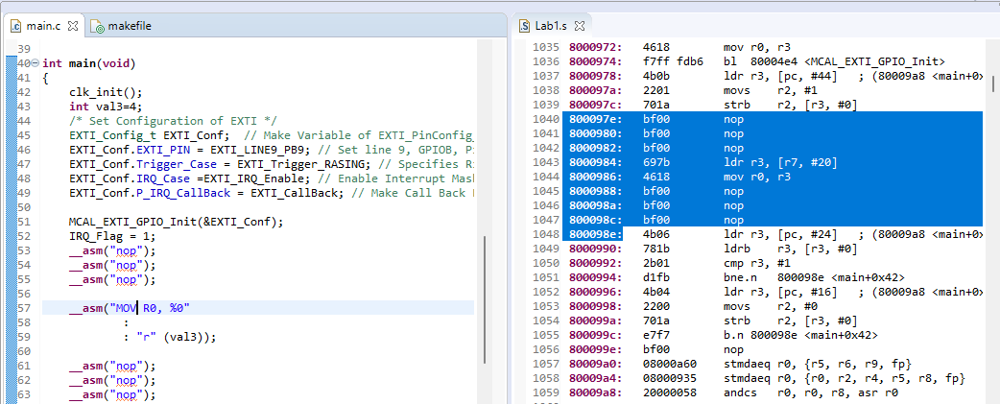 main.c
makefile
39
40 int main(void)
41 {
42 clk_init();
43 int val3=4;
44 /* Set Configuration of EXTI */
45 EXTI_Config_t EXTI_Conf; // Make Variable of EXTI_PinConfig_
46 EXTI_Conf.EXTI_PIN = EXTI_LINE9_PB9; // Set line 9, GPIOB, P
47 EXTI_Conf.Trigger_Case = EXTI_Trigger_RASING; // Specifies R
48 EXTI_Conf.IRQ_Case =EXTI_IRQ_Enable; // Enable Interrupt Mas
49 EXTI_Conf.P_IRQ_CallBack = EXTI_CallBack; // Make Call Back
50
51 MCAL_EXTI_GPIO_Init(&EXTI_Conf);
52 IRQ_Flag = 1;
53 __asm("nop");
54 __asm("nop");
55 __asm("nop");
56
57 __asm("MOV R0, %0"
58 :
59 : "r" (val3));
60
61 __asm("nop");
62 __asm("nop");
63 __asm("nop");
Lab1.s
1035 8000972: 4618 mov r0, r3
1036 8000974: f7ff fdb6 bl 80004e4 <MCAL_EXTI_GPIO_Init>
1037 8000978: 4b0b ldr r3, [pc, #44] ; (80009a8 <main+0x
1038 800097a: 2201 movs r2, #1
1039 800097c: 701a strb r2, [r3, #0]
1040 800097e: bf00 nop
1041 8000980: bf00 nop
1042 8000982: bf00 nop
1043 8000984: 697b ldr r3, [r7, #20]
1044 8000986: 4618 mov r0, r3
1045 8000988: bf00 nop
1046 800098a: bf00 nop
1047 800098c: bf00 nop
1048 800098e: 4b06 ldr r3, [pc, #24] ; (80009a8 <main+0x
1049 8000990: 781b ldrb r3, [r3, #0]
1050 8000992: 2b01 cmp r3, #1
1051 8000994: d1fb bne.n 800098e <main+0x42>
1052 8000996: 4b04 ldr r3, [pc, #16] ; (80009a8 <main+0x
1053 8000998: 2200 movs r2, #0
1054 800099a: 701a strb r2, [r3, #0]
1055 800099c: e7f7 b.n 800098e <main+0x42>
1056 800099e: bf00 nop
1057 80009a0: 08000a60 stmdaeq r0, {r5, r6, r9, fp}
1058 80009a4: 08000935 stmdaeq r0, {r0, r2, r4, r5, r8, fp}
1059 80009a8: 20000058 andcs r0, r0, r8, asr r0